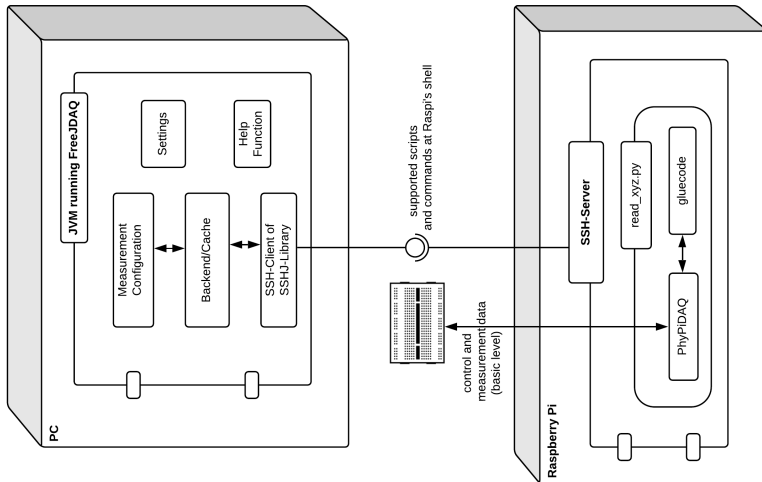 PC
JVM running FreeJDAQ
Measurement
Configuration
Settings
Backend/Cache
SSH-Client of
SSHJ-Library
Help
Function
supported scripts
and commands at Raspi's shell
control and
measurement data
(basic level)
Raspberry Pi
SSH-Server
read_xyz.py
PhyPiDAQ
gluecode